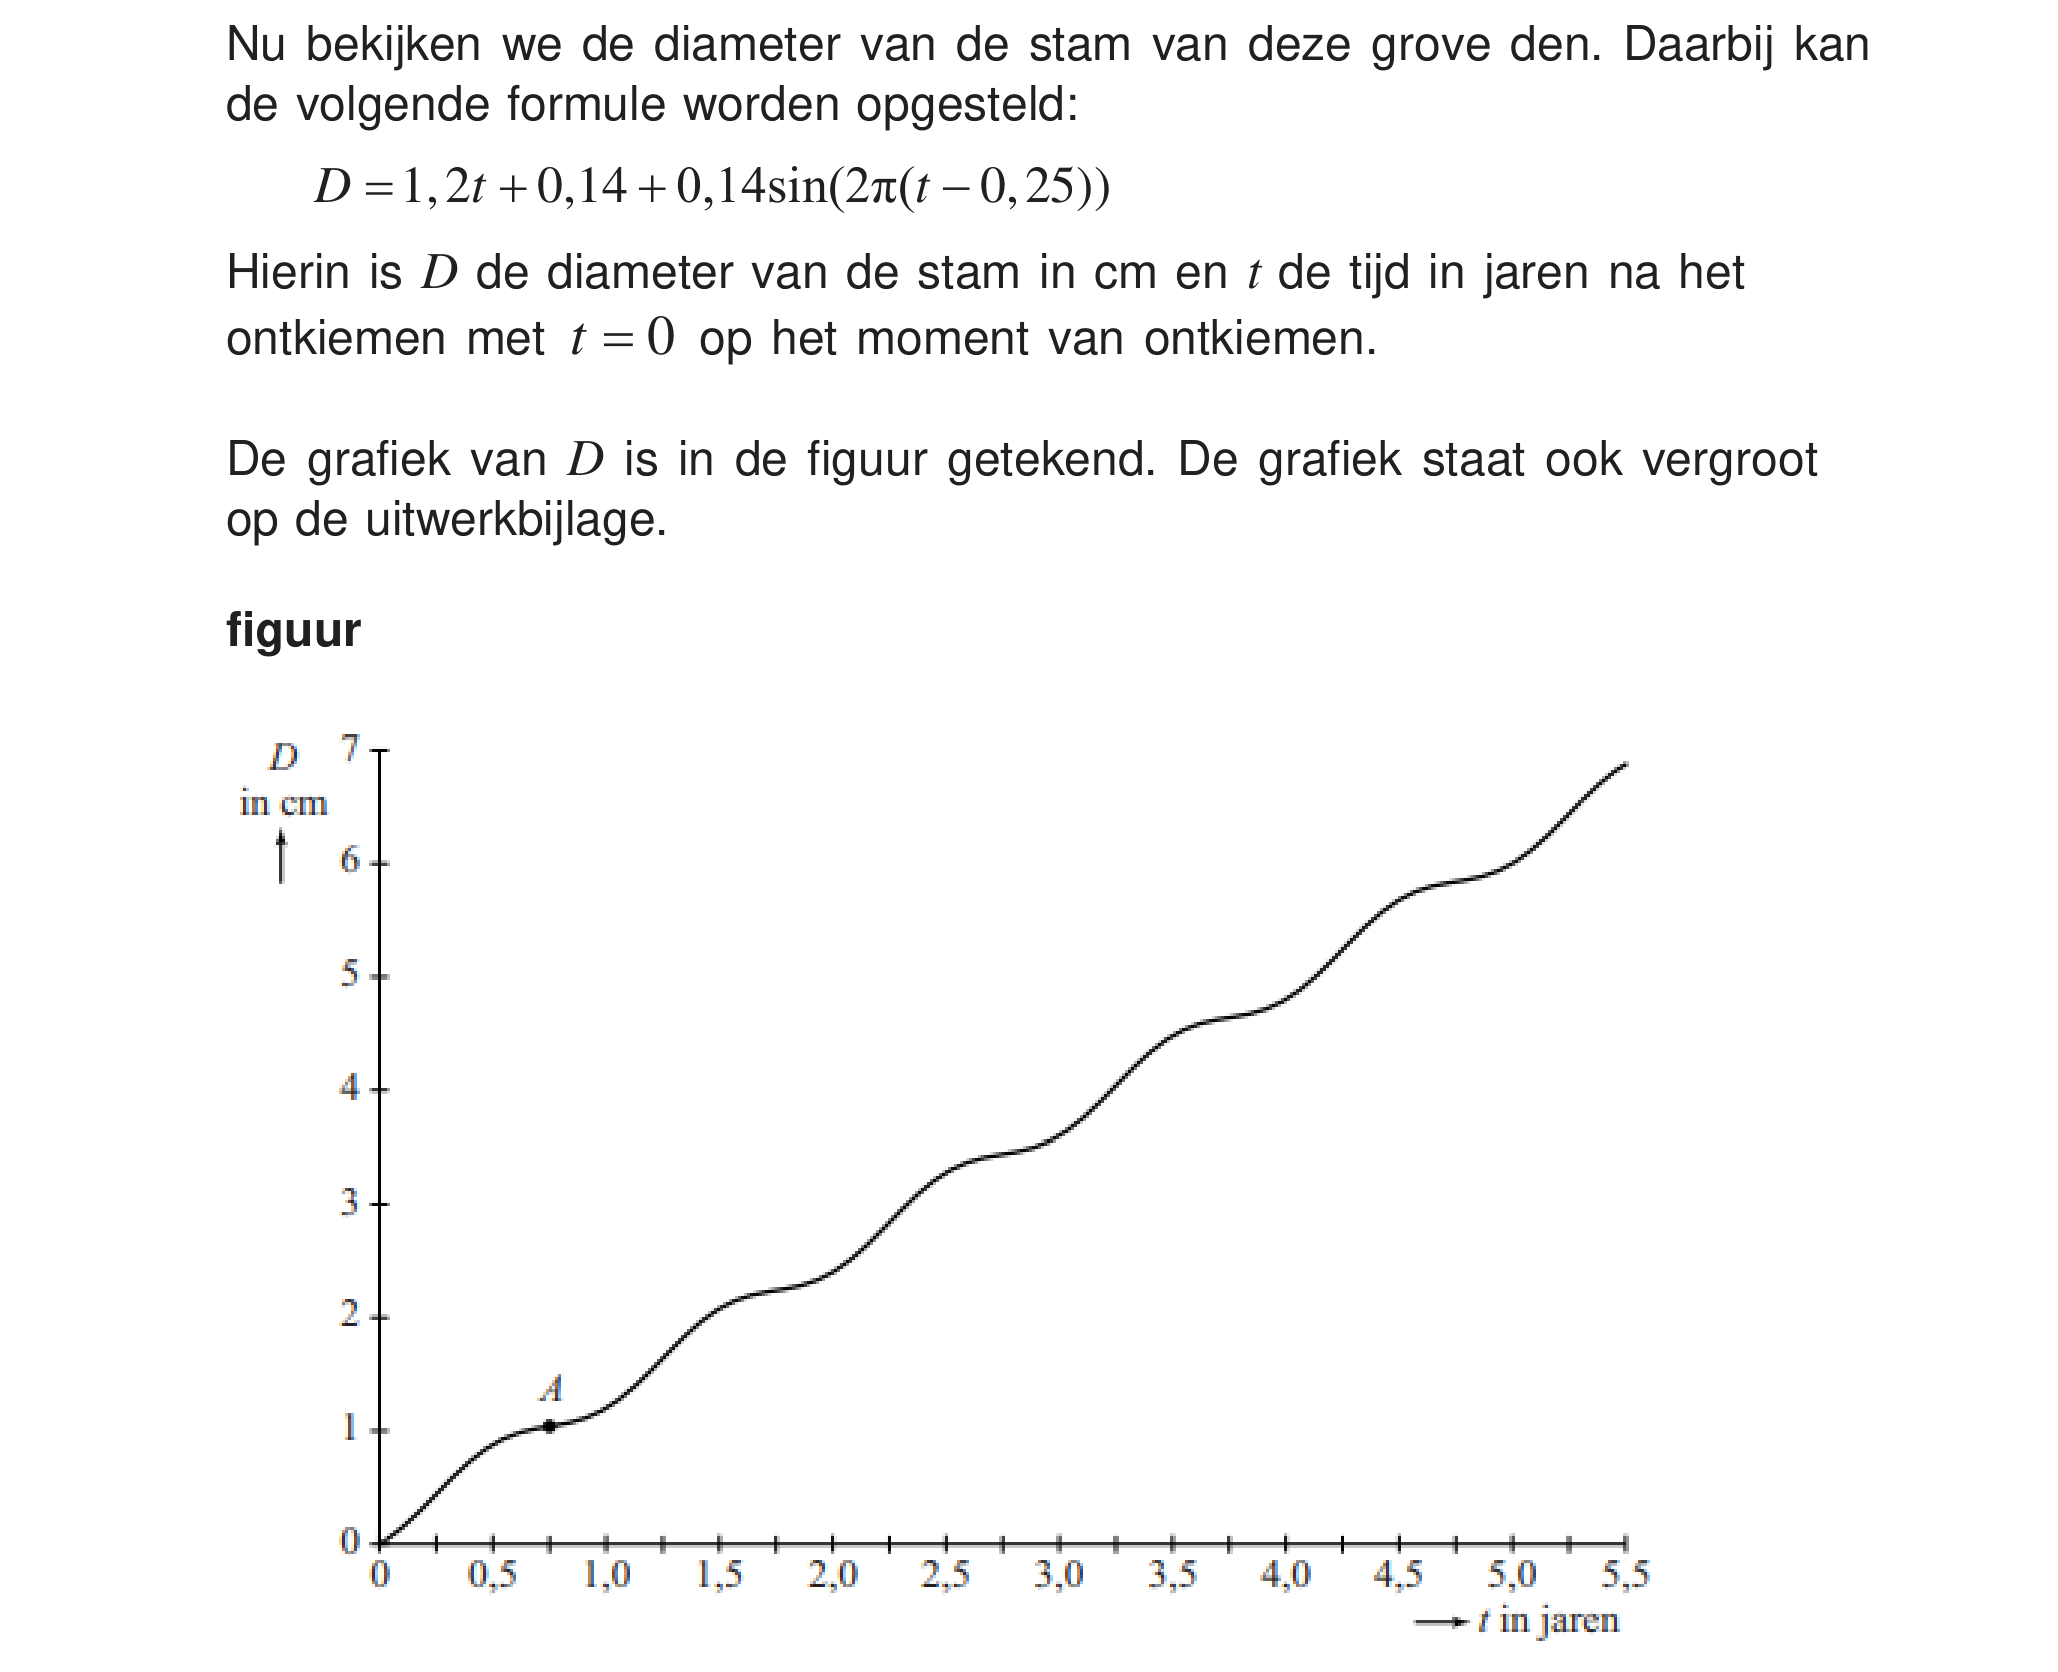 Nu bekijken we de diameter van de stam van deze grove den. Daarbij kan
de volgende formule worden opgesteld:
D = 1,2t + 0,14 + 0,14sin(2π(t − 0,25))
Hierin is D de diameter van de stam in cm en t de tijd in jaren na het
ontkiemen met t = 0 op het moment van ontkiemen.
De grafiek van D is in de figuur getekend. De grafiek staat ook vergroot
op de uitwerkbijlage.
figuur
D
in cm
7
6
5
4
3
2
1
0
A
0 0,5 1,0 1,5 2,0 2,5 3,0 3,5 4,0 4,5 5,0 5,5
t in jaren